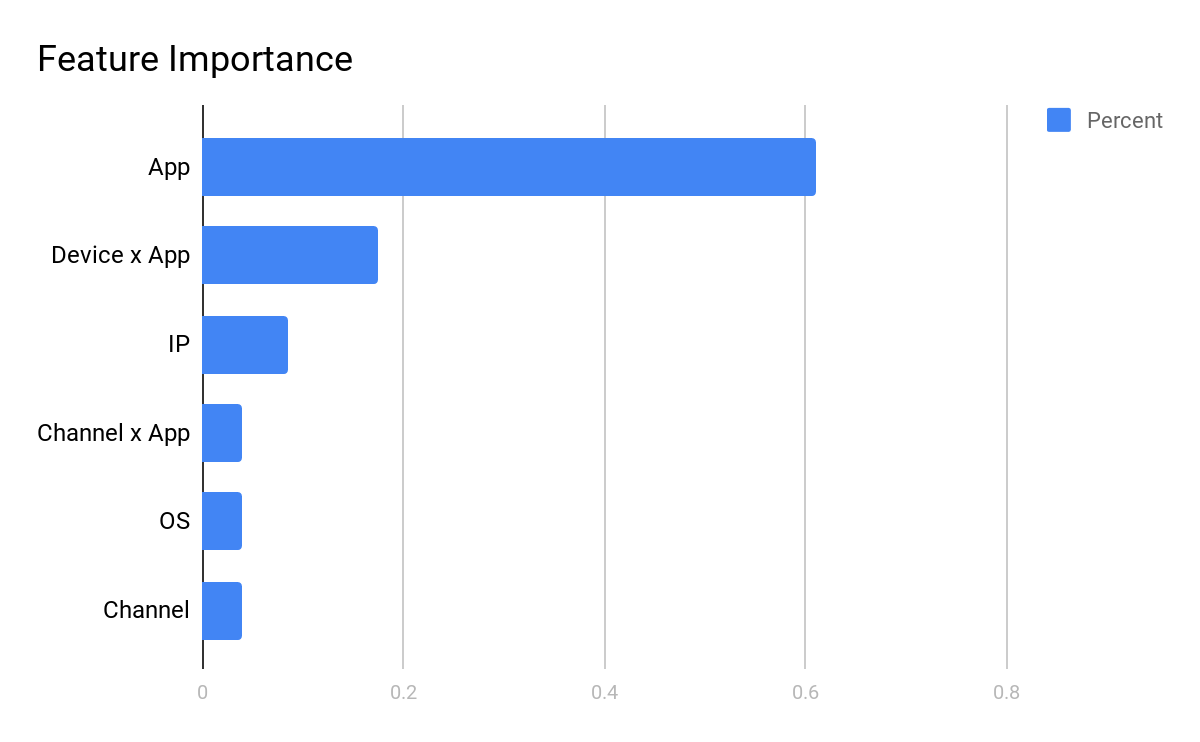 Feature Importance
Percent
App
Device x App
IP
Channel x App
OS
Channel
0 0.2 0.4 0.6 0.8